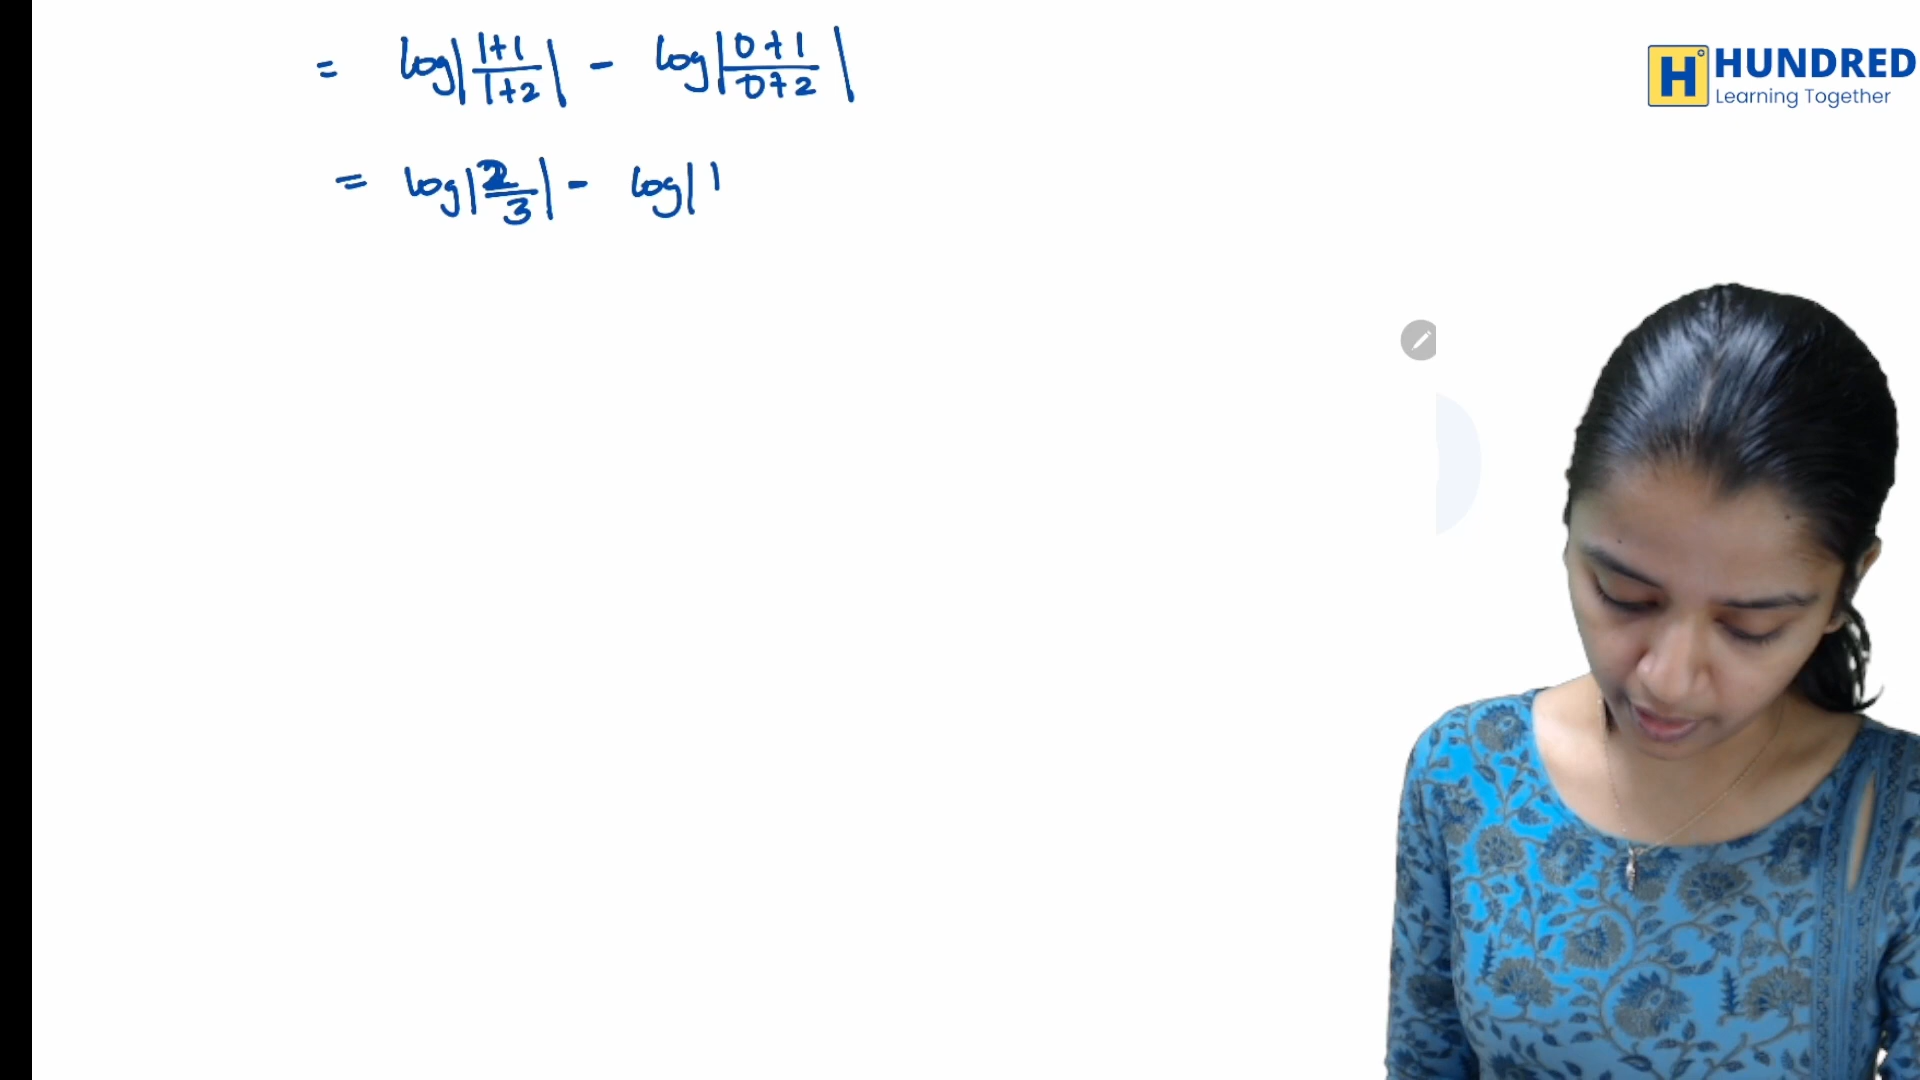 = log|1+1/1+2| - log|0+1/0+2|
= log|2/3| - log|1
H° HUNDRED
Learning Together